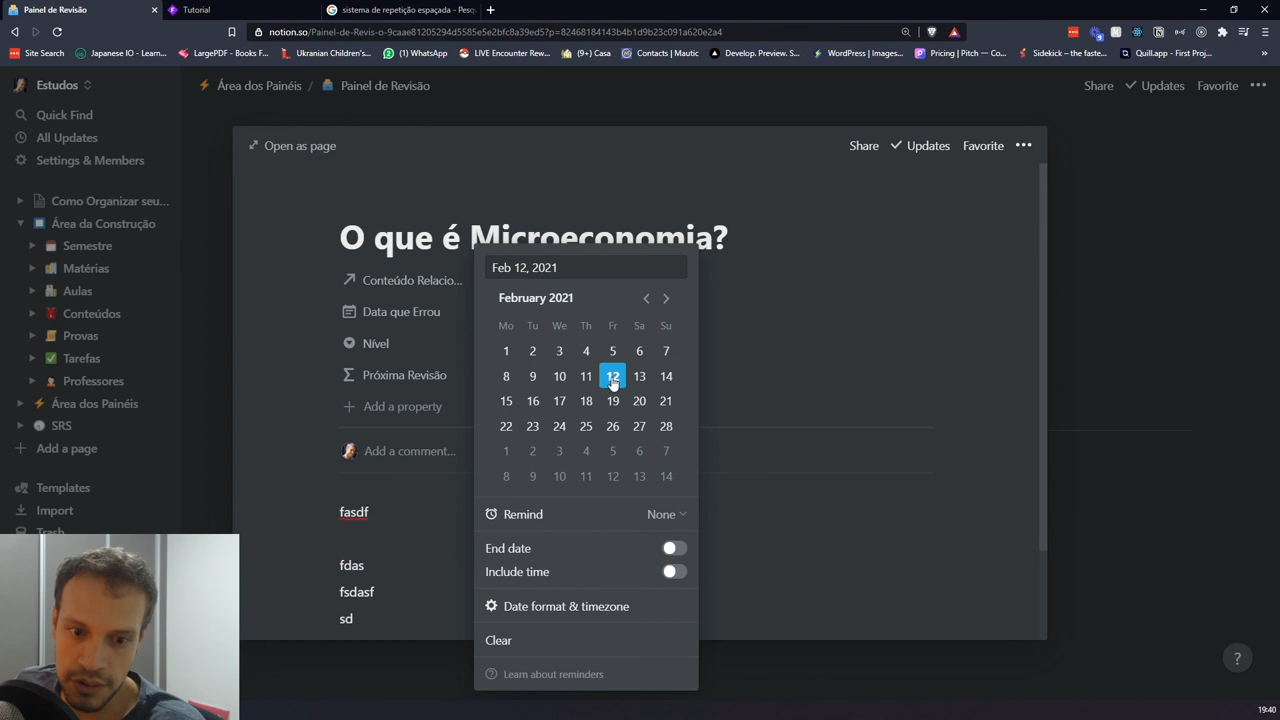 Painel de Revisão
Tutorial
sistema de repetição espaçada - Pesq
notion.so/Painel-de-Revis-o-9caae81205294d5585e5e2bfc8a39ed5?p=82468184143b4b1d9b23c091a620e2a4
Site Search
Japanese IO - Learn...
LargePDF - Books F...
Ukranian Children's...
(1) WhatsApp
LIVE Encounter Rew...
(9+) Casa
Contacts | Mautic
Develop. Preview. S...
WordPress | Images...
Pricing | Pitch — Co...
Sidekick – the faste...
Quill.app - First Proj...
»
Estudos
Área dos Painéis / Painel de Revisão
Share Updates Favorite •••
Quick Find
All Updates
Settings & Members
Como Organizar seu...
Área da Construção
Semestre
Matérias
Aulas
Conteúdos
Provas
Tarefas
Professores
Área dos Painéis
SRS
Add a page
Templates
Import
Trash
Open as page
Share Updates Favorite •••
O que é Microeconomia?
Conteúdo Relacio...
Data que Errou
Nível
Próxima Revisão
Add a property
Add a comment...
fasdf
fdas
fsdasf
sd
Feb 12, 2021
February 2021
Mo Tu We Th Fr Sa Su
1 2 3 4 5 6 7
8 9 10 11 12 13 14
15 16 17 18 19 20 21
22 23 24 25 26 27 28
1 2 3 4 5 6 7
8 9 10 11 12 13 14
Remind None
End date
Include time
Date format & timezone
Clear
Learn about reminders
?
19:40